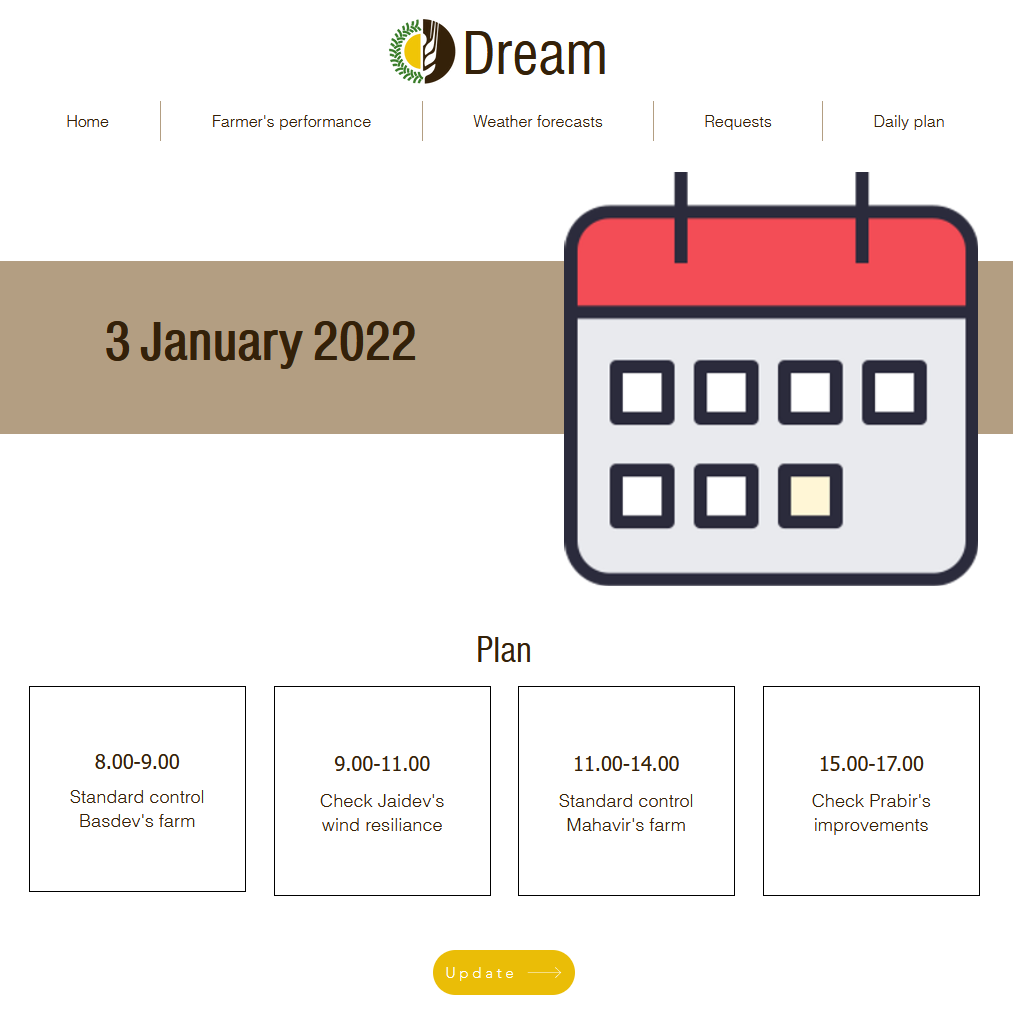 Dream
Home
Farmer's performance
Weather forecasts
Requests
Daily plan
3 January 2022
Plan
8.00-9.00
Standard control
Basdev's farm
9.00-11.00
Check Jaidev's
wind resiliance
11.00-14.00
Standard control
Mahavir's farm
15.00-17.00
Check Prabir's
improvements
Update